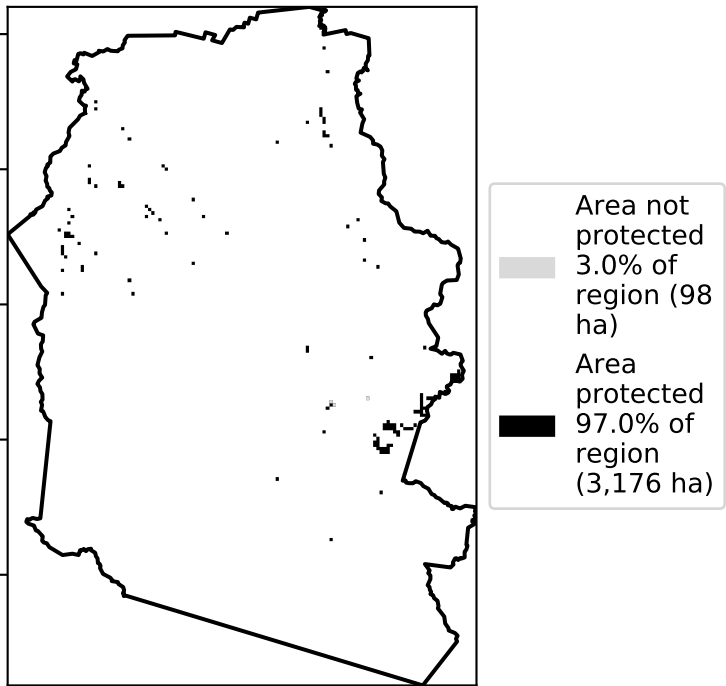 Area not
protected
3.0% of
region (98
ha)
Area
protected
97.0% of
region
(3,176 ha)